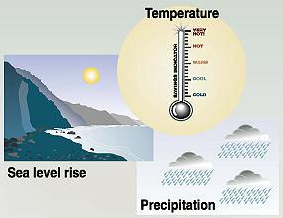 Temperature
VERY
HOT!
HOT
WARM
COOL
COLD
Sea level rise
Precipitation